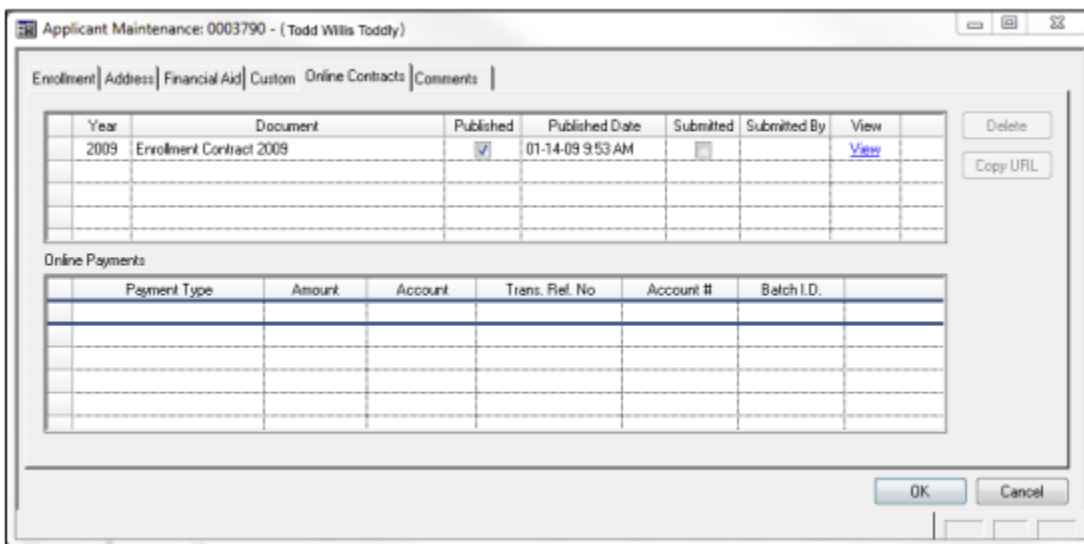 Applicant Maintenance: 0003790 - (Todd Willis Toddly)
Enrollment Address Financial Aid Custom Online Contracts Comments
Year Document Published Published Date Submitted Submitted By View Delete
2009 Enrollment Contract 2009 01-14-09 9:53 AM View
Copy URL
Online Payments
Payment Type Amount Account Trans. Ref. No Account # Batch I.D.
OK Cancel